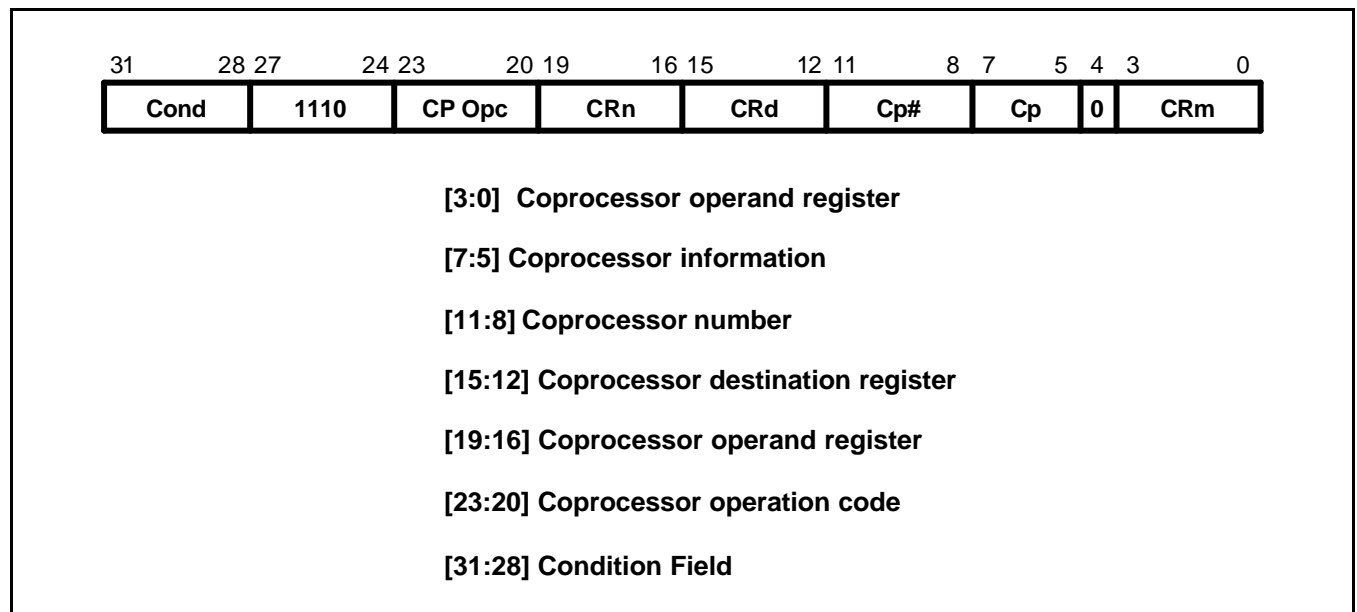 31 28 27 24 23 20 19 16 15 12 11 8 7 5 4 3 0
Cond 1110 CP Opc CRn CRd Cp# Cp 0 CRm
[3:0] Coprocessor operand register
[7:5] Coprocessor information
[11:8] Coprocessor number
[15:12] Coprocessor destination register
[19:16] Coprocessor operand register
[23:20] Coprocessor operation code
[31:28] Condition Field